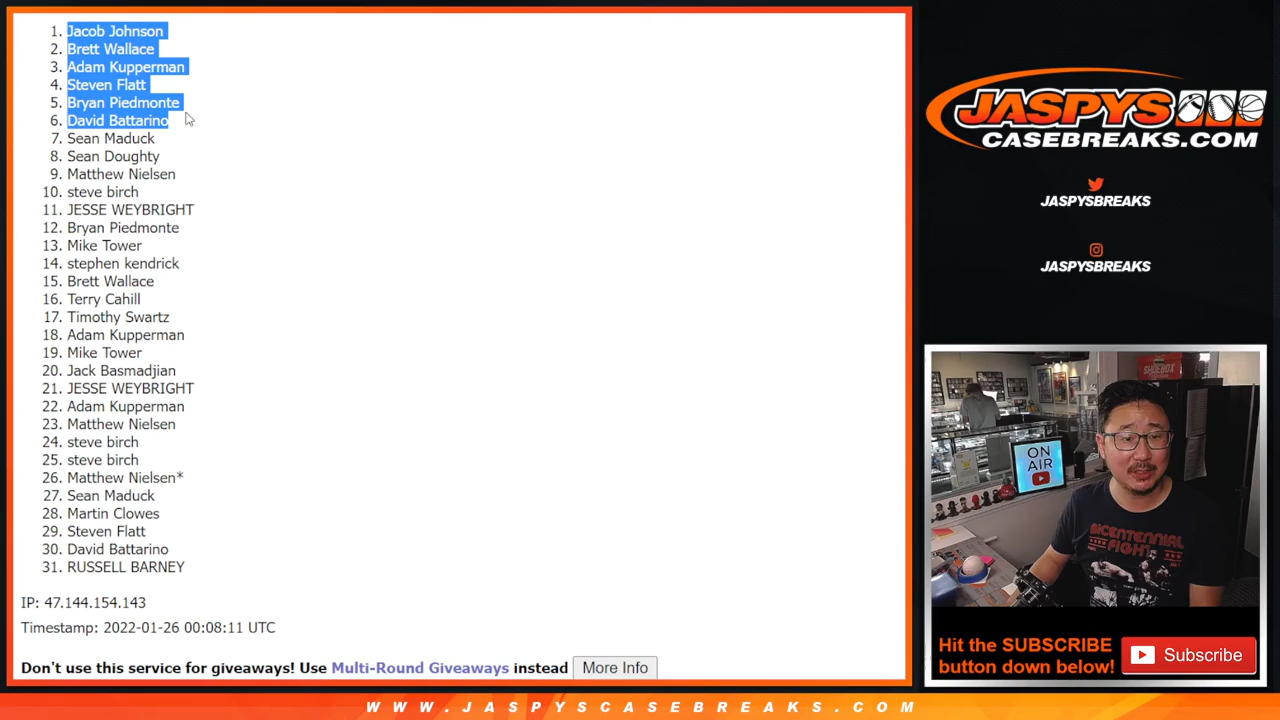 1. Jacob Johnson
2. Brett Wallace
3. Adam Kupperman
4. Steven Flatt
5. Bryan Piedmonte
6. David Battarino
7. Sean Maduck
8. Sean Doughty
9. Matthew Nielsen
10. steve birch
11. JESSE WEYBRIGHT
12. Bryan Piedmonte
13. Mike Tower
14. stephen kendrick
15. Brett Wallace
16. Terry Cahill
17. Timothy Swartz
18. Adam Kupperman
19. Mike Tower
20. Jack Basmadjian
21. JESSE WEYBRIGHT
22. Adam Kupperman
23. Matthew Nielsen
24. steve birch
25. steve birch
26. Matthew Nielsen*
27. Sean Maduck
28. Martin Clowes
29. Steven Flatt
30. David Battarino
31. RUSSELL BARNEY
IP: 47.144.154.143
Timestamp: 2022-01-26 00:08:11 UTC
Don't use this service for giveaways! Use Multi-Round Giveaways instead More Info
JASPYS
CASEBREAKS.COM
JASPYSBREAKS
JASPYSBREAKS
SHOEBOX
ON
AIR
BICENTENNIAL
FIGHT
Hit the SUBSCRIBE
button down below!
Subscribe
WWW.JASPYSCASEBREAKS.COM